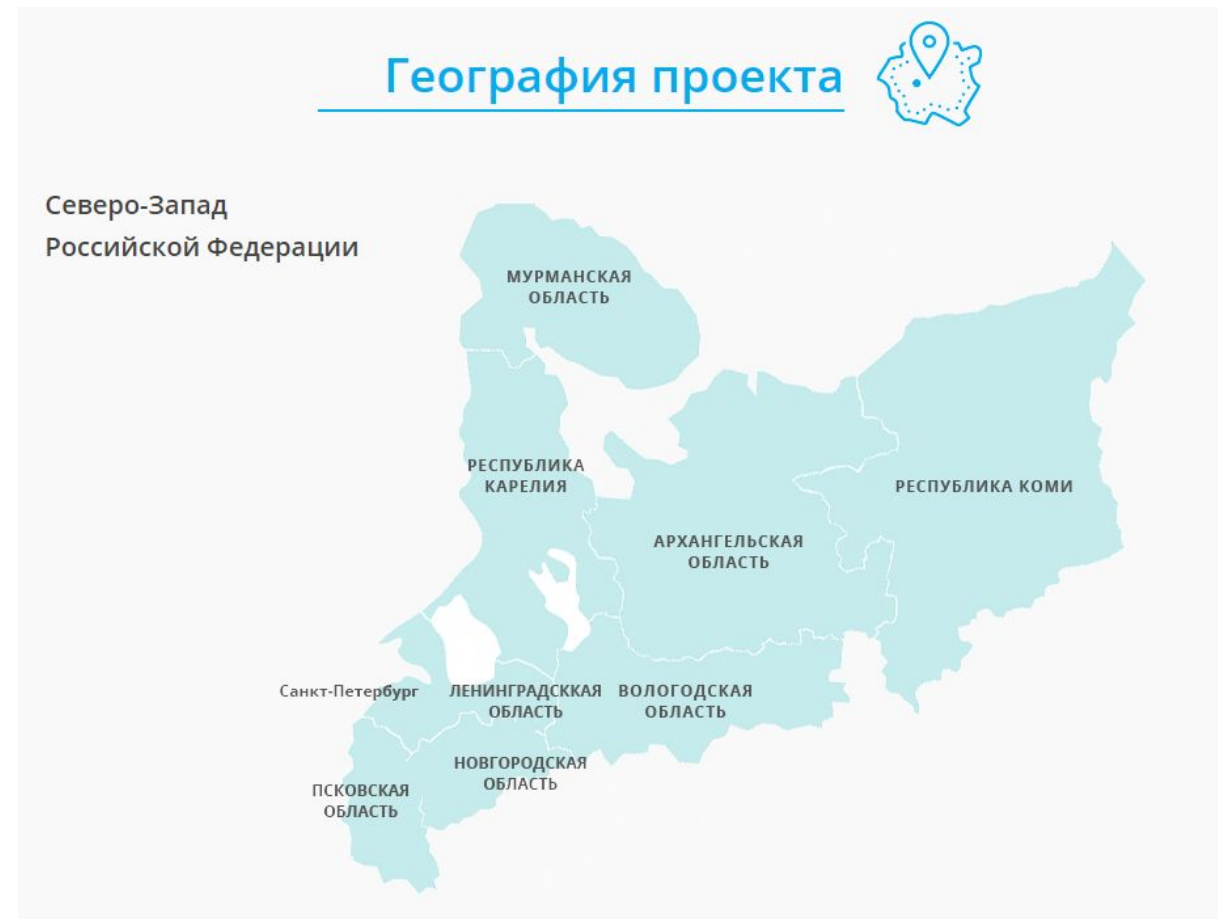 География проекта
Северо-Запад
Российской Федерации
МУРМАНСКАЯ
ОБЛАСТЬ
РЕСПУБЛИКА
КАРЕЛИЯ
РЕСПУБЛИКА КОМИ
АРХАНГЕЛЬСКАЯ
ОБЛАСТЬ
Санкт-Петербург
ЛЕНИНГРАДСККАЯ
ОБЛАСТЬ
ВОЛОГОДСКАЯ
ОБЛАСТЬ
НОВГОРОДСКАЯ
ОБЛАСТЬ
ПСКОВСКАЯ
ОБЛАСТЬ